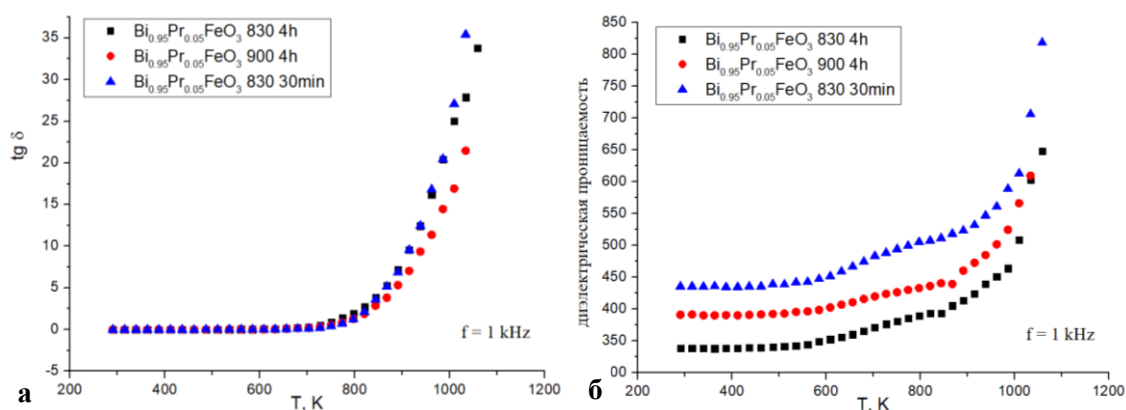 35
30
25
20
15
10
5
0
-5
200
400
600
800
1000
1200
tg δ
T, K
Bi0.95Pr0.05FeO3 830 4h
Bi0.95Pr0.05FeO3 900 4h
Bi0.95Pr0.05FeO3 830 30min
f = 1 kHz
а
850
800
750
700
650
600
550
500
450
400
350
00
200
400
600
800
1000
1200
диэлектрическая проницаемость
T, K
Bi0.95Pr0.05FeO3 830 4h
Bi0.95Pr0.05FeO3 900 4h
Bi0.95Pr0.05FeO3 830 30min
f = 1 kHz
б